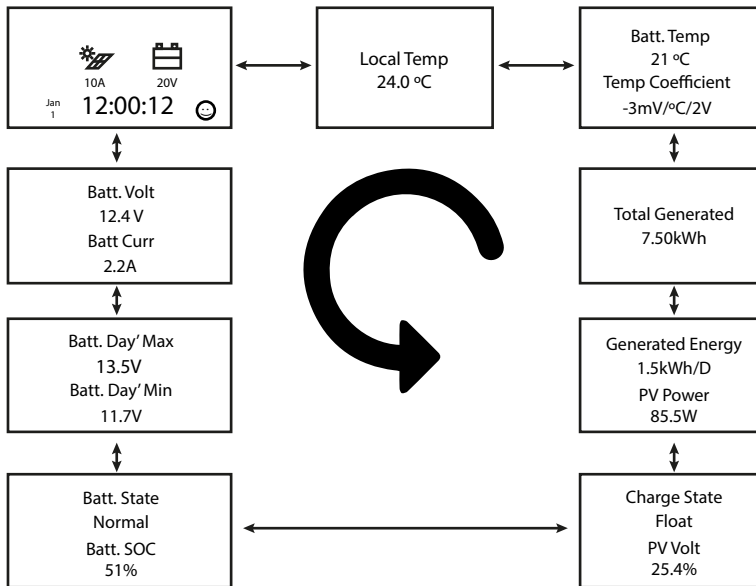 10A 20V
Jan
1
12:00:12
Local Temp
24.0 ºC
Batt. Temp
21 ºC
Temp Coefficient
-3mV/ºC/2V
Batt. Volt
12.4 V
Batt Curr
2.2A
Total Generated
7.50kWh
Batt. Day’ Max
13.5V
Batt. Day’ Min
11.7V
Generated Energy
1.5kWh/D
PV Power
85.5W
Batt. State
Normal
Batt. SOC
51%
Charge State
Float
PV Volt
25.4%